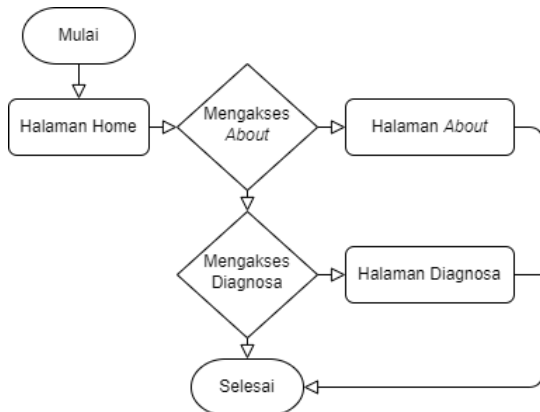 Mulai
Halaman Home
Mengakses
About
Halaman About
Mengakses
Diagnosa
Halaman Diagnosa
Selesai